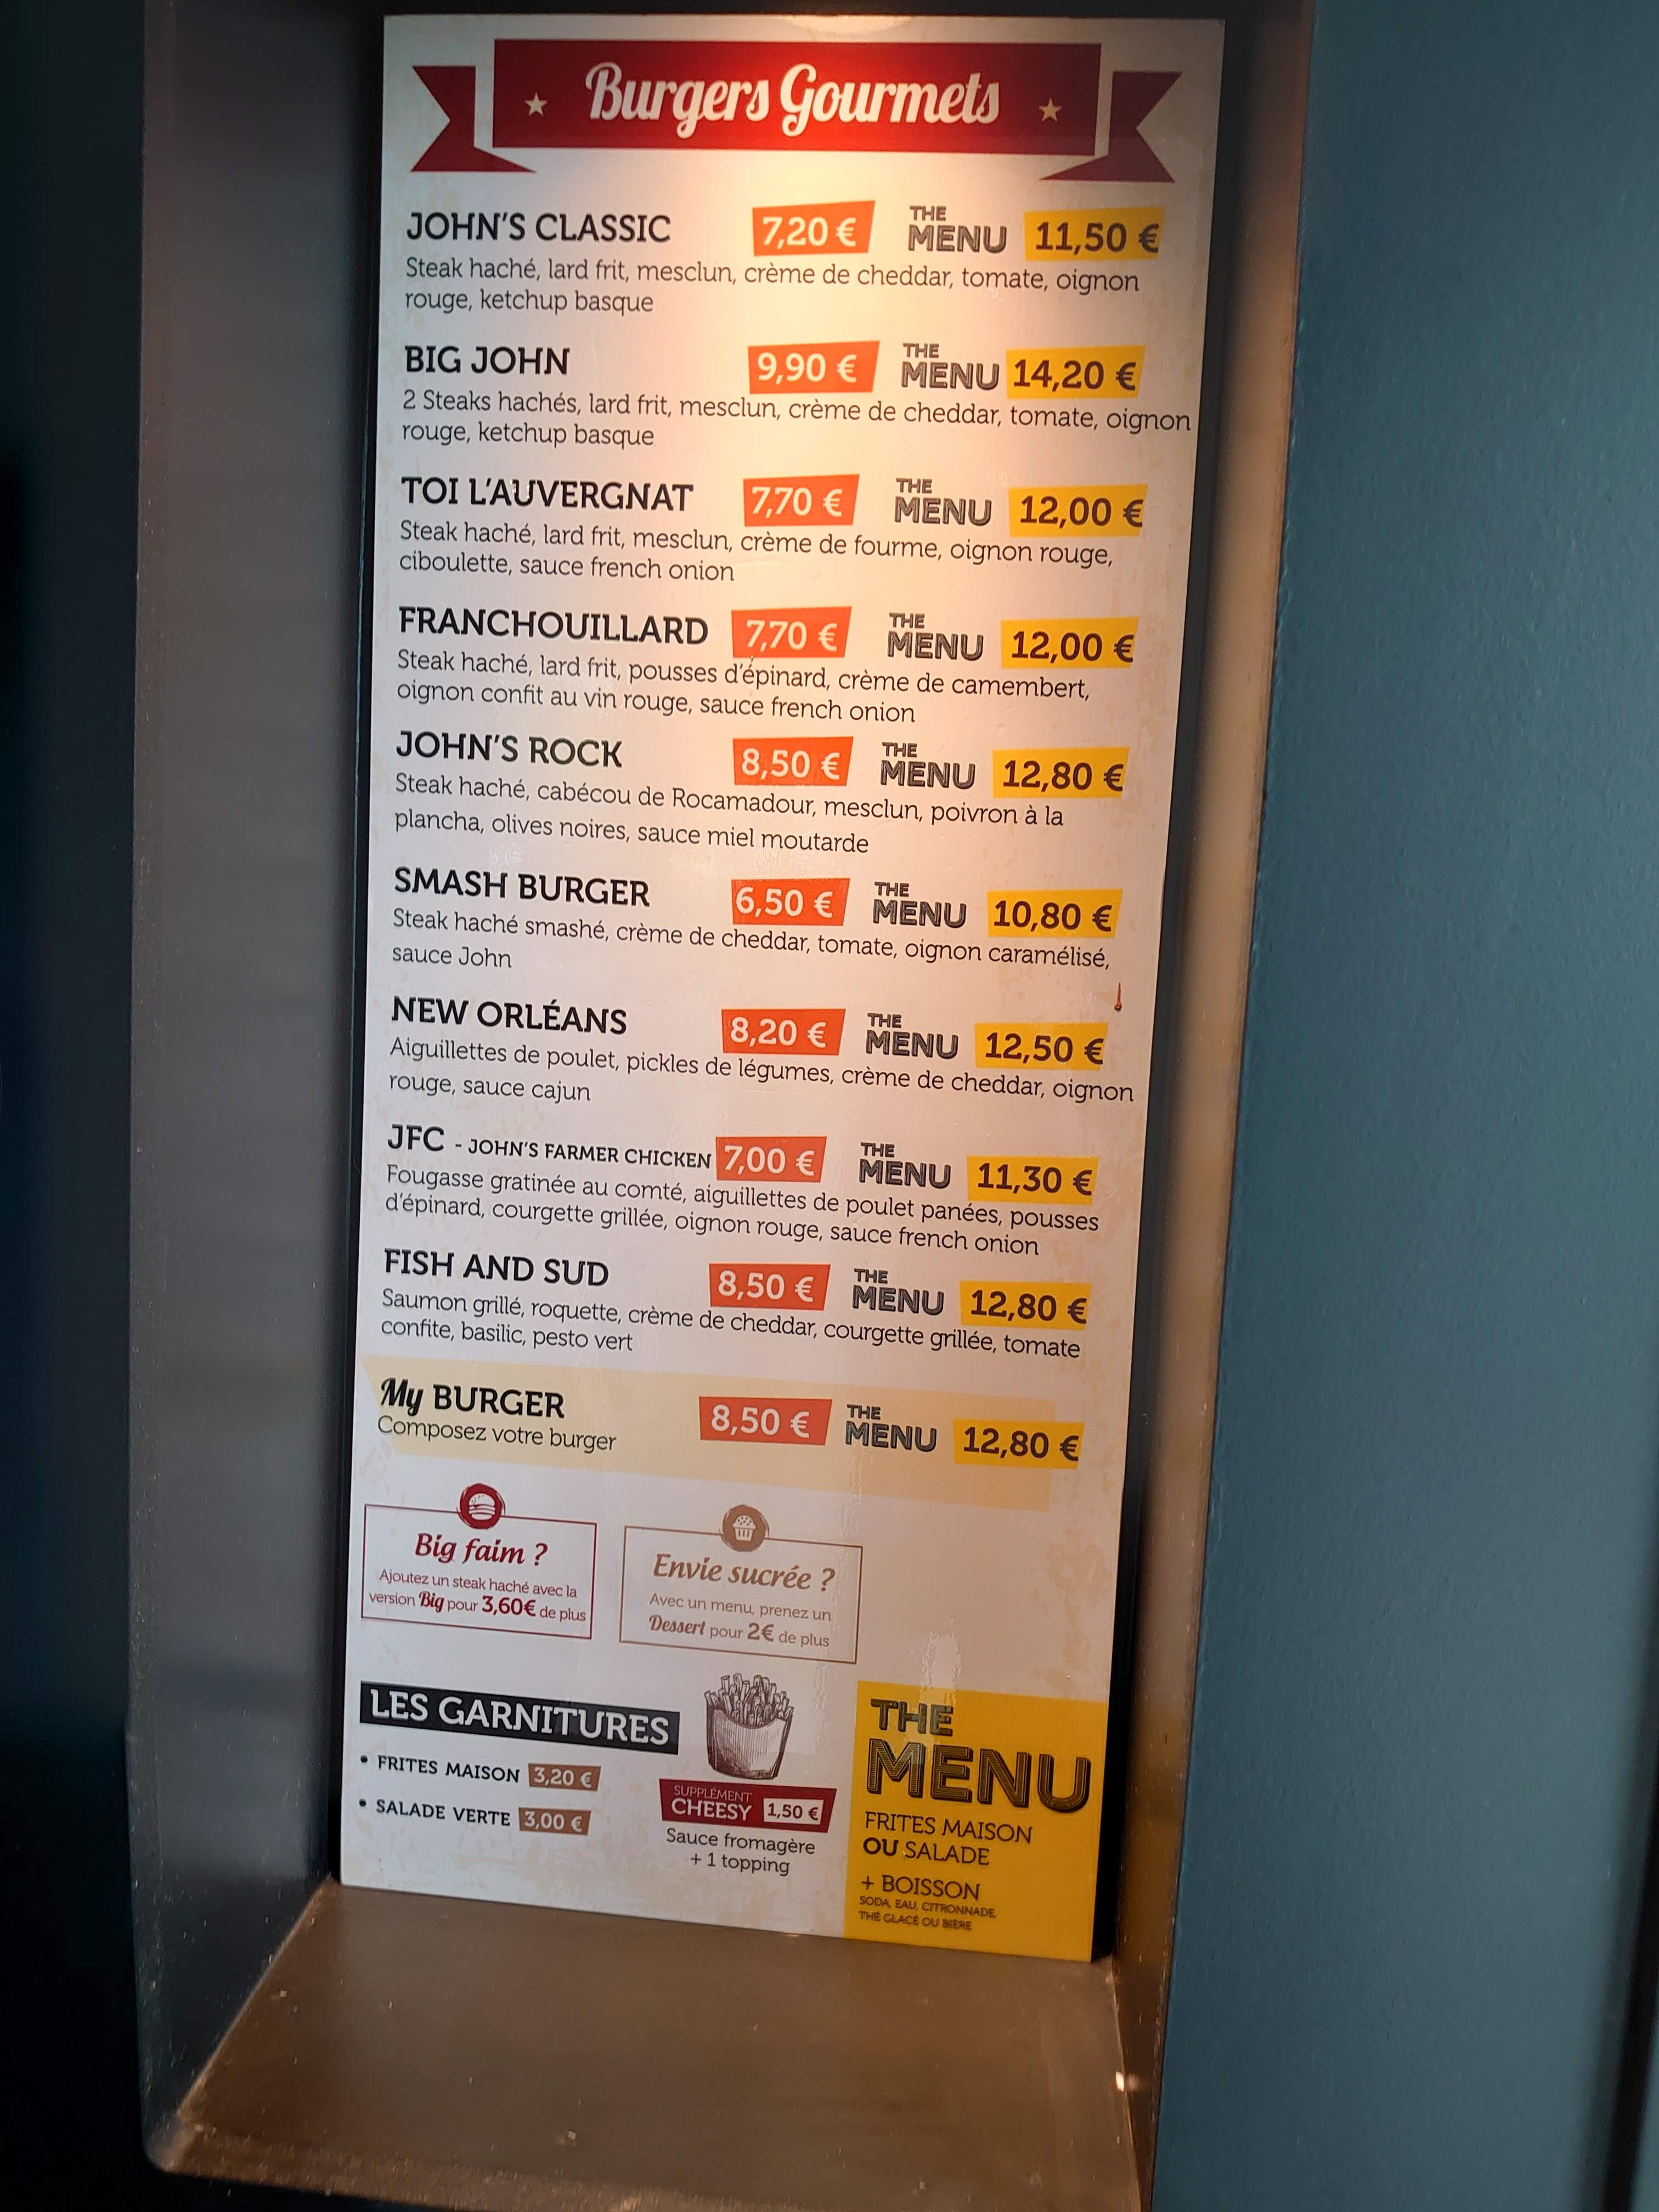 Burgers Gourmets
JOHN'S CLASSIC 7,20 € THE MENU 11,50 €
Steak haché, lard frit, mesclun, crème de cheddar, tomate, oignon
rouge, ketchup basque
BIG JOHN 9,90 € THE MENU 14,20 €
2 Steaks hachés, lard frit, mesclun, crème de cheddar, tomate, oignon
rouge, ketchup basque
TOI L'AUVERGNAT 7,70 € THE MENU 12,00 €
Steak haché, lard frit, mesclun, crème de fourme, oignon rouge,
ciboulette, sauce french onion
FRANCHOUILLARD 7,70 € THE MENU 12,00 €
Steak haché, lard frit, pousses d'épinard, crème de camembert,
oignon confit au vin rouge, sauce french onion
JOHN'S ROCK 8,50 € THE MENU 12,80 €
Steak haché, cabécou de Rocamadour, mesclun, poivron à la
plancha, olives noires, sauce miel moutarde
SMASH BURGER 6,50 € THE MENU 10,80 €
Steak haché smashé, crème de cheddar, tomate, oignon caramélisé,
sauce John
NEW ORLÉANS 8,20 € THE MENU 12,50 €
Aiguillettes de poulet, pickles de légumes, crème de cheddar, oignon
rouge, sauce cajun
JFC - JOHN'S FARMER CHICKEN 7,00 € THE MENU 11,30 €
Fougasse gratinée au comté, aiguillettes de poulet panées, pousses
d'épinard, courgette grillée, oignon rouge, sauce french onion
FISH AND SUD 8,50 € THE MENU 12,80 €
Saumon grillé, roquette, crème de cheddar, courgette grillée, tomate
confite, basilic, pesto vert
My BURGER 8,50 € THE MENU 12,80 €
Composez votre burger
Big faim ?
Ajoutez un steak haché avec la
version Big pour 3,60€ de plus
Envie sucrée ?
Avec un menu, prenez un
Dessert pour 2€ de plus
LES GARNITURES
• FRITES MAISON 3,20 €
• SALADE VERTE 3,00 €
SUPPLÉMENT
CHEESY 1,50 €
Sauce fromagère
+ 1 topping
THE
MENU
FRITES MAISON
OU SALADE
+ BOISSON
SODA, EAU, CITRONNADE,
THÉ GLACÉ OU BIÈRE